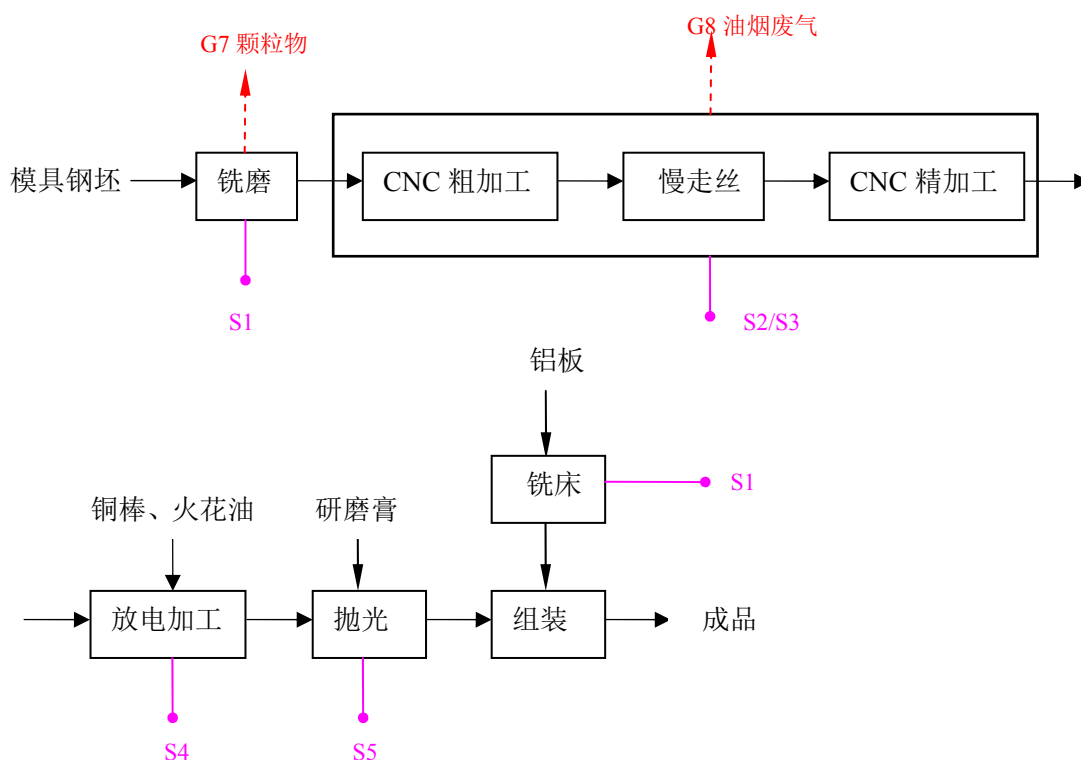 G7 颗粒物
G8 油烟废气
模具钢坯
铣磨
CNC 粗加工
慢走丝
CNC 精加工
S1
S2/S3
铝板
铣床
S1
铜棒、火花油
研磨膏
放电加工
抛光
组装
成品
S4
S5